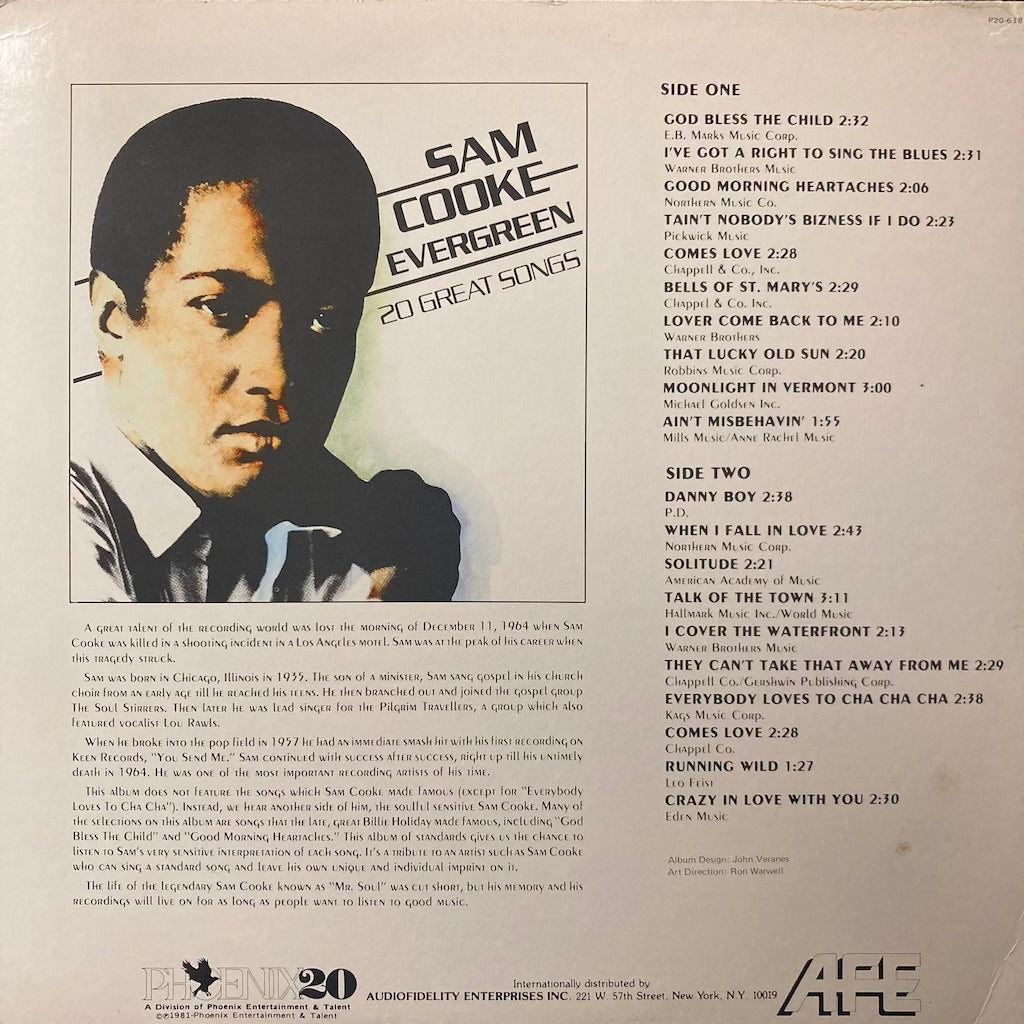 P20-618
SAM
COOKE
EVERGREEN
20 GREAT SONGS
A great talent of the recording world was lost the morning of December 11, 1964 when Sam
Cooke was killed in a shooting incident in a Los Angeles motel. Sam was at the peak of his career when
this tragedy struck.
Sam was born in Chicago, Illinois in 1935. The son of a minister, Sam sang gospel in his church
choir from an early age till he reached his teens. He then branched out and joined the gospel group
The Soul Stirrers. Then later he was lead singer for the Pilgrim Travellers, a group which also
featured vocalist Lou Rawls.
When he broke into the pop field in 1957 he had an immediate smash hit with his first recording on
Keen Records, "You Send Me." Sam continued with success after success, right up till his untimely
death in 1964. He was one of the most important recording artists of his time.
This album does not feature the songs which Sam Cooke made famous (except for "Everybody
Loves To Cha Cha"). Instead, we hear another side of him, the soulful sensitive Sam Cooke. Many of
the selections on this album are songs that the late, great Billie Holiday made famous, including "God
Bless The Child" and "Good Morning Heartaches." This album of standards gives us the chance to
listen to Sam's very sensitive interpretation of each song. It's a tribute to an artist such as Sam Cooke
who can sing a standard song and leave his own unique and individual imprint on it.
The life of the legendary Sam Cooke known as "Mr. Soul" was cut short, but his memory and his
recordings will live on for as long as people want to listen to good music.
SIDE ONE
GOD BLESS THE CHILD 2:32
E.B. Marks Music Corp.
I'VE GOT A RIGHT TO SING THE BLUES 2:31
Warner Brothers Music
GOOD MORNING HEARTACHES 2:06
Northern Music Co.
TAIN'T NOBODY'S BIZNESS IF I DO 2:23
Pickwick Music
COMES LOVE 2:28
Chappell & Co., Inc.
BELLS OF ST. MARY'S 2:29
Chappel & Co. Inc.
LOVER COME BACK TO ME 2:10
Warner Brothers
THAT LUCKY OLD SUN 2:20
Robbins Music Corp.
MOONLIGHT IN VERMONT 3:00
Michael Goldsen Inc.
AIN'T MISBEHAVIN' 1:55
Mills Music/Anne Rachel Music
SIDE TWO
DANNY BOY 2:38
P.D.
WHEN I FALL IN LOVE 2:43
Northern Music Corp.
SOLITUDE 2:21
American Academy of Music
TALK OF THE TOWN 3:11
Hallmark Music Inc./World Music
I COVER THE WATERFRONT 2:13
Warner Brothers Music
THEY CAN'T TAKE THAT AWAY FROM ME 2:29
Chappell Co./Gershwin Publishing Corp.
EVERYBODY LOVES TO CHA CHA CHA 2:38
Kags Music Corp.
COMES LOVE 2:28
Chappel Co.
RUNNING WILD 1:27
Leo Feist
CRAZY IN LOVE WITH YOU 2:30
Eden Music
Album Design: John Veranes
Art Direction: Ron Warwell
PHOENIX 20
A Division of Phoenix Entertainment & Talent
©℗1981-Phoenix Entertainment & Talent
Internationally distributed by
AUDIOFIDELITY ENTERPRISES INC. 221 W. 57th Street, New York, N.Y. 10019
AFE